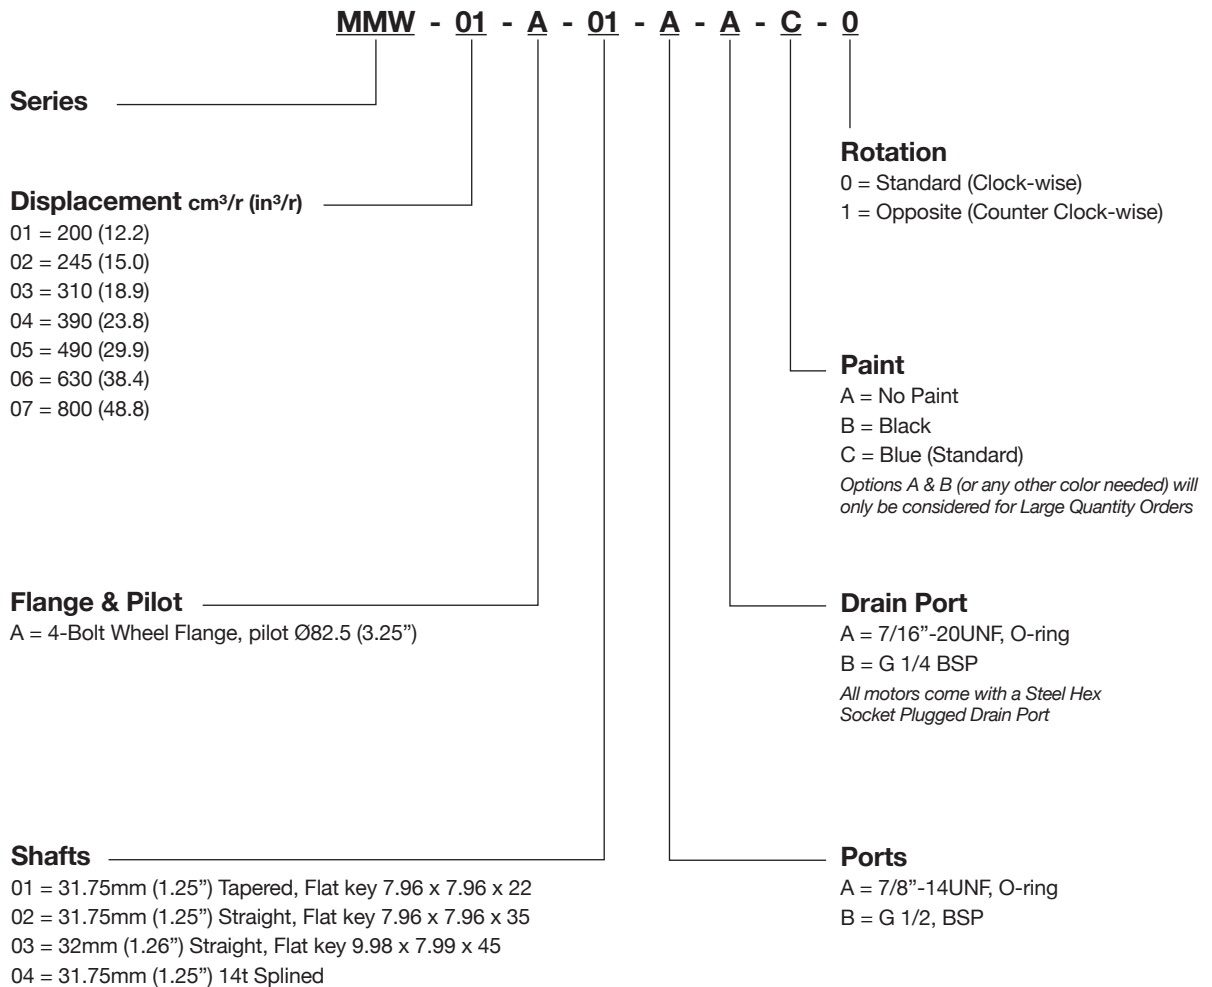 MMW - 01 - A - 01 - A - A - C - 0
Series
Displacement cm³/r (in³/r)
01 = 200 (12.2)
02 = 245 (15.0)
03 = 310 (18.9)
04 = 390 (23.8)
05 = 490 (29.9)
06 = 630 (38.4)
07 = 800 (48.8)
Flange & Pilot
A = 4-Bolt Wheel Flange, pilot Ø82.5 (3.25”)
Shafts
01 = 31.75mm (1.25”) Tapered, Flat key 7.96 x 7.96 x 22
02 = 31.75mm (1.25”) Straight, Flat key 7.96 x 7.96 x 35
03 = 32mm (1.26”) Straight, Flat key 9.98 x 7.99 x 45
04 = 31.75mm (1.25”) 14t Splined
Rotation
0 = Standard (Clock-wise)
1 = Opposite (Counter Clock-wise)
Paint
A = No Paint
B = Black
C = Blue (Standard)
Options A & B (or any other color needed) will
only be considered for Large Quantity Orders
Drain Port
A = 7/16”-20UNF, O-ring
B = G 1/4 BSP
All motors come with a Steel Hex
Socket Plugged Drain Port
Ports
A = 7/8”-14UNF, O-ring
B = G 1/2, BSP